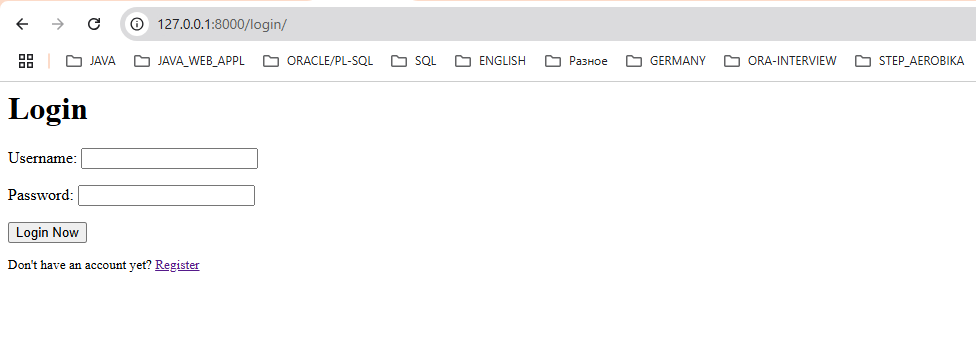 127.0.0.1:8000/login/
JAVA JAVA_WEB_APPL ORACLE/PL-SQL SQL ENGLISH Разное GERMANY ORA-INTERVIEW STEP_AEROBIKA
Login
Username:
Password:
Login Now
Don't have an account yet? Register